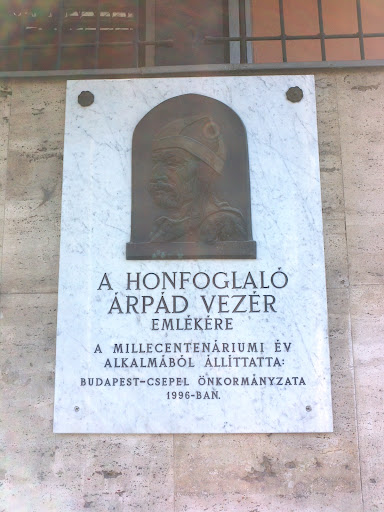 A HONFOGLALÓ
ÁRPÁD VEZÉR
EMLÉKÉRE
A MILLECENTENÁRIUMI ÉV
ALKALMÁBÓL ÁLLÍTTATTA:
BUDAPEST-CSEPEL ÖNKORMÁNYZATA
1996-BAN.